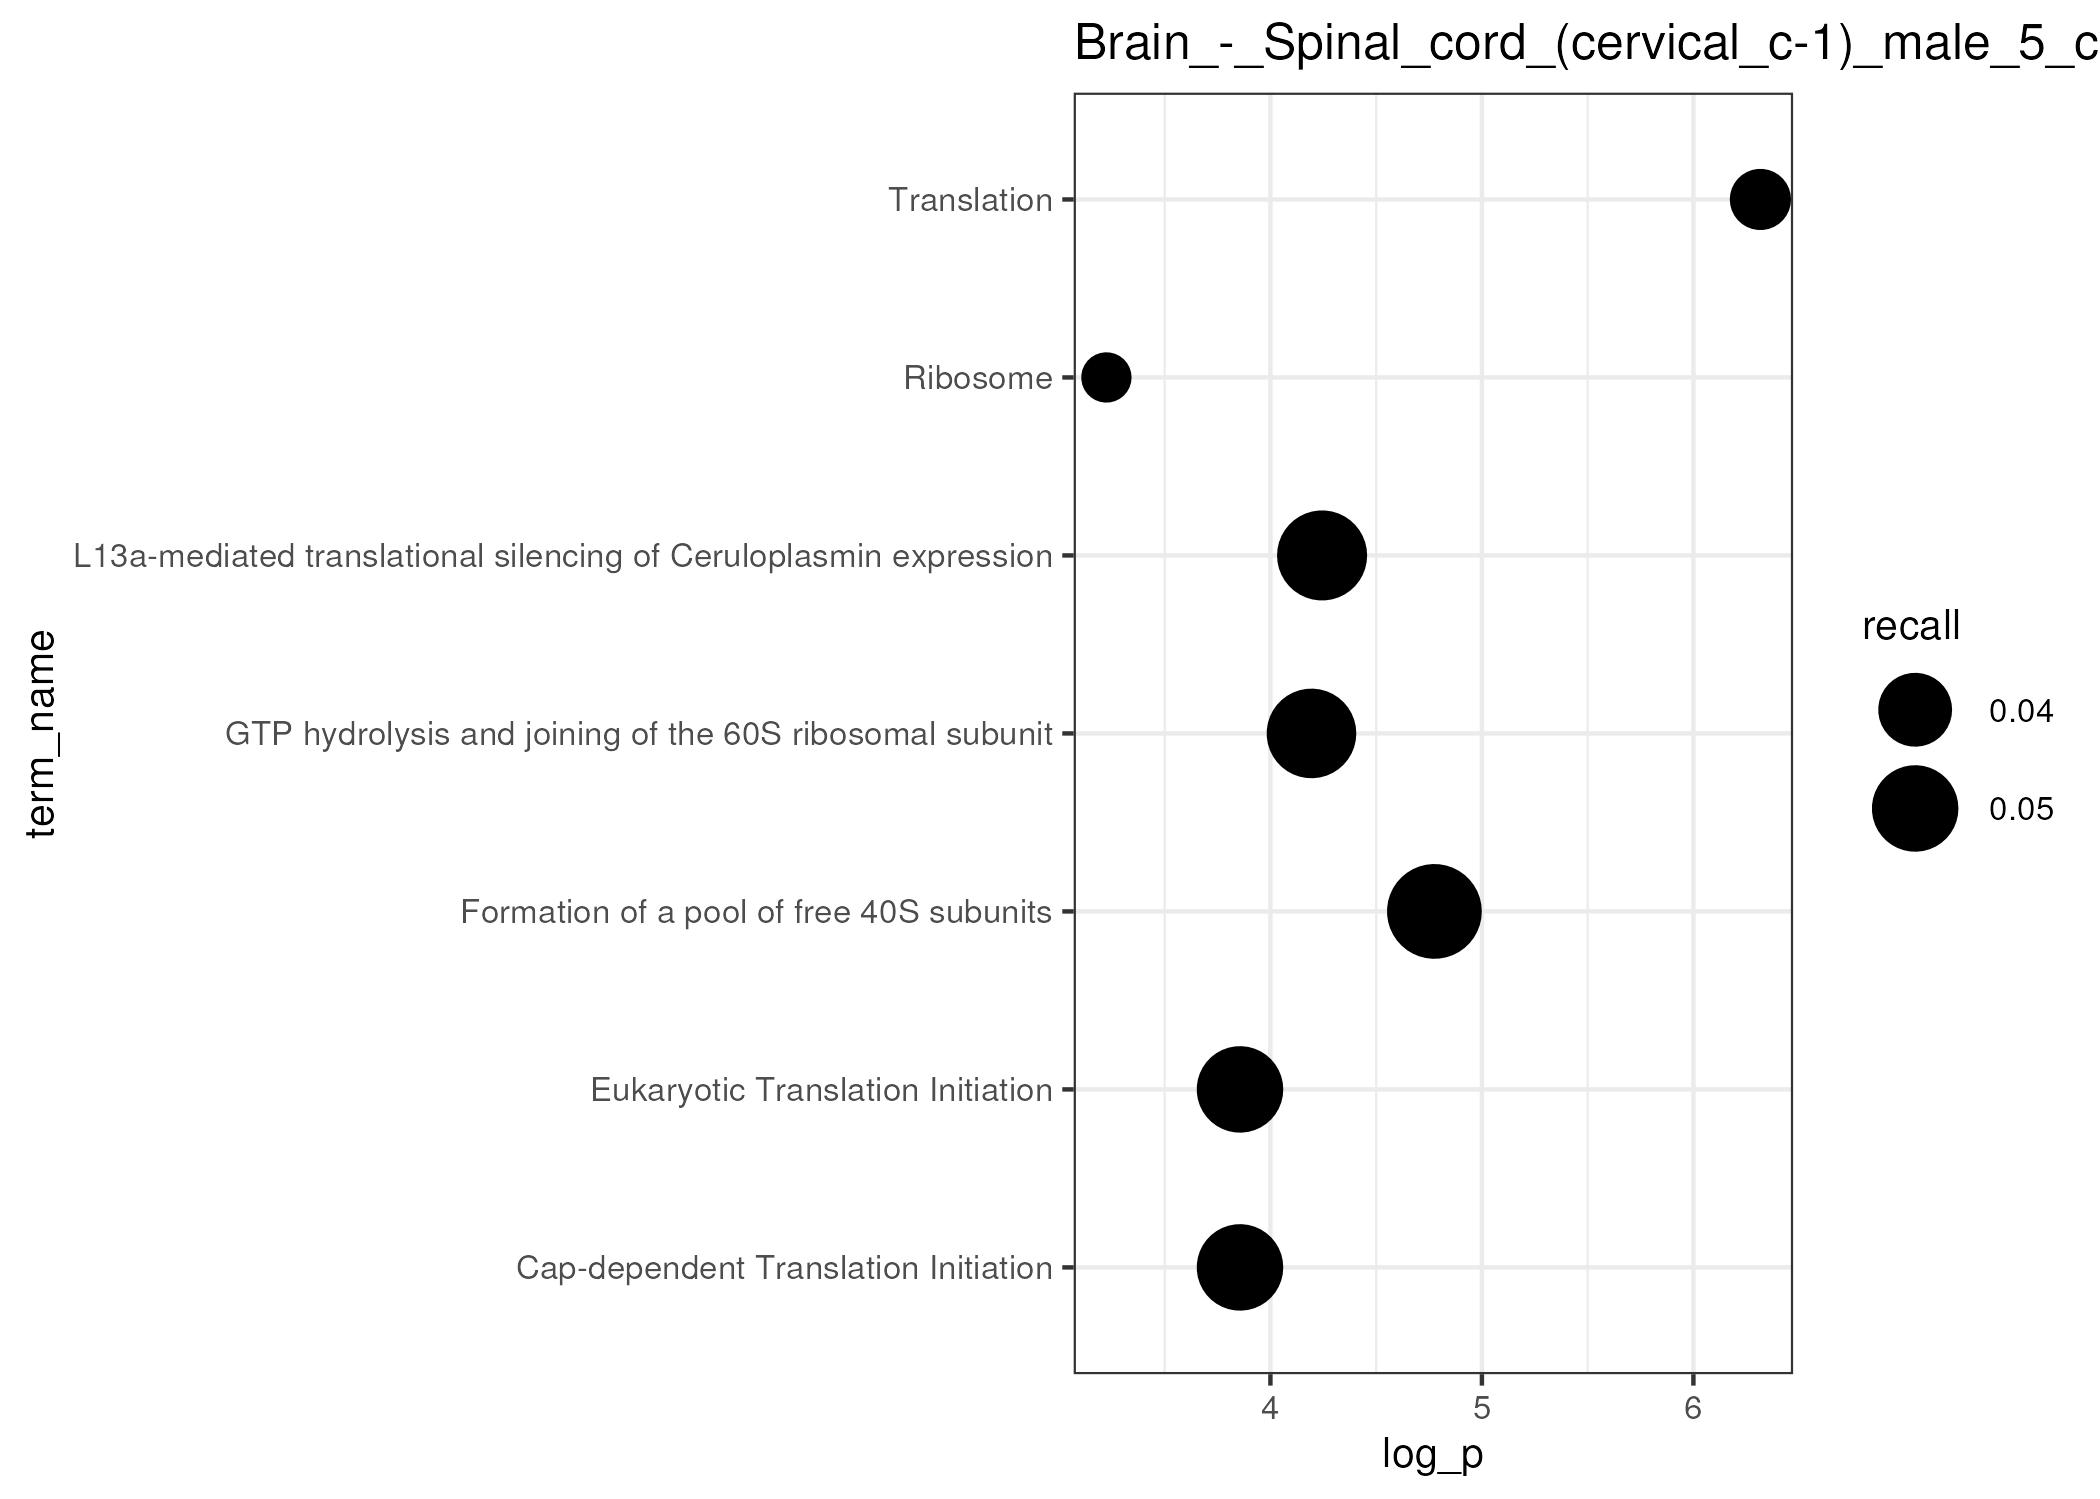 Brain_-_Spinal_cord_(cervical_c-1)_male_5_c
Translation
Ribosome
L13a-mediated translational silencing of Ceruloplasmin expression
GTP hydrolysis and joining of the 60S ribosomal subunit
Formation of a pool of free 40S subunits
Eukaryotic Translation Initiation
Cap-dependent Translation Initiation
term_name
4 5 6
log_p
recall
0.04
0.05